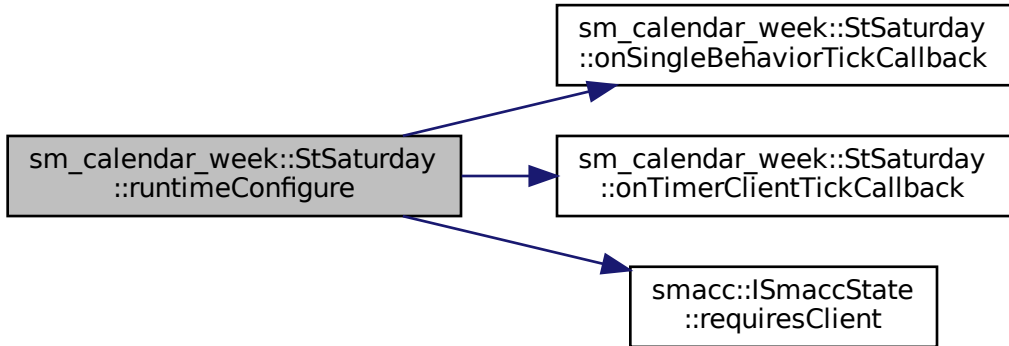 sm_calendar_week::StSaturday
::runtimeConfigure
sm_calendar_week::StSaturday
::onSingleBehaviorTickCallback
sm_calendar_week::StSaturday
::onTimerClientTickCallback
smacc::ISmaccState
::requiresClient